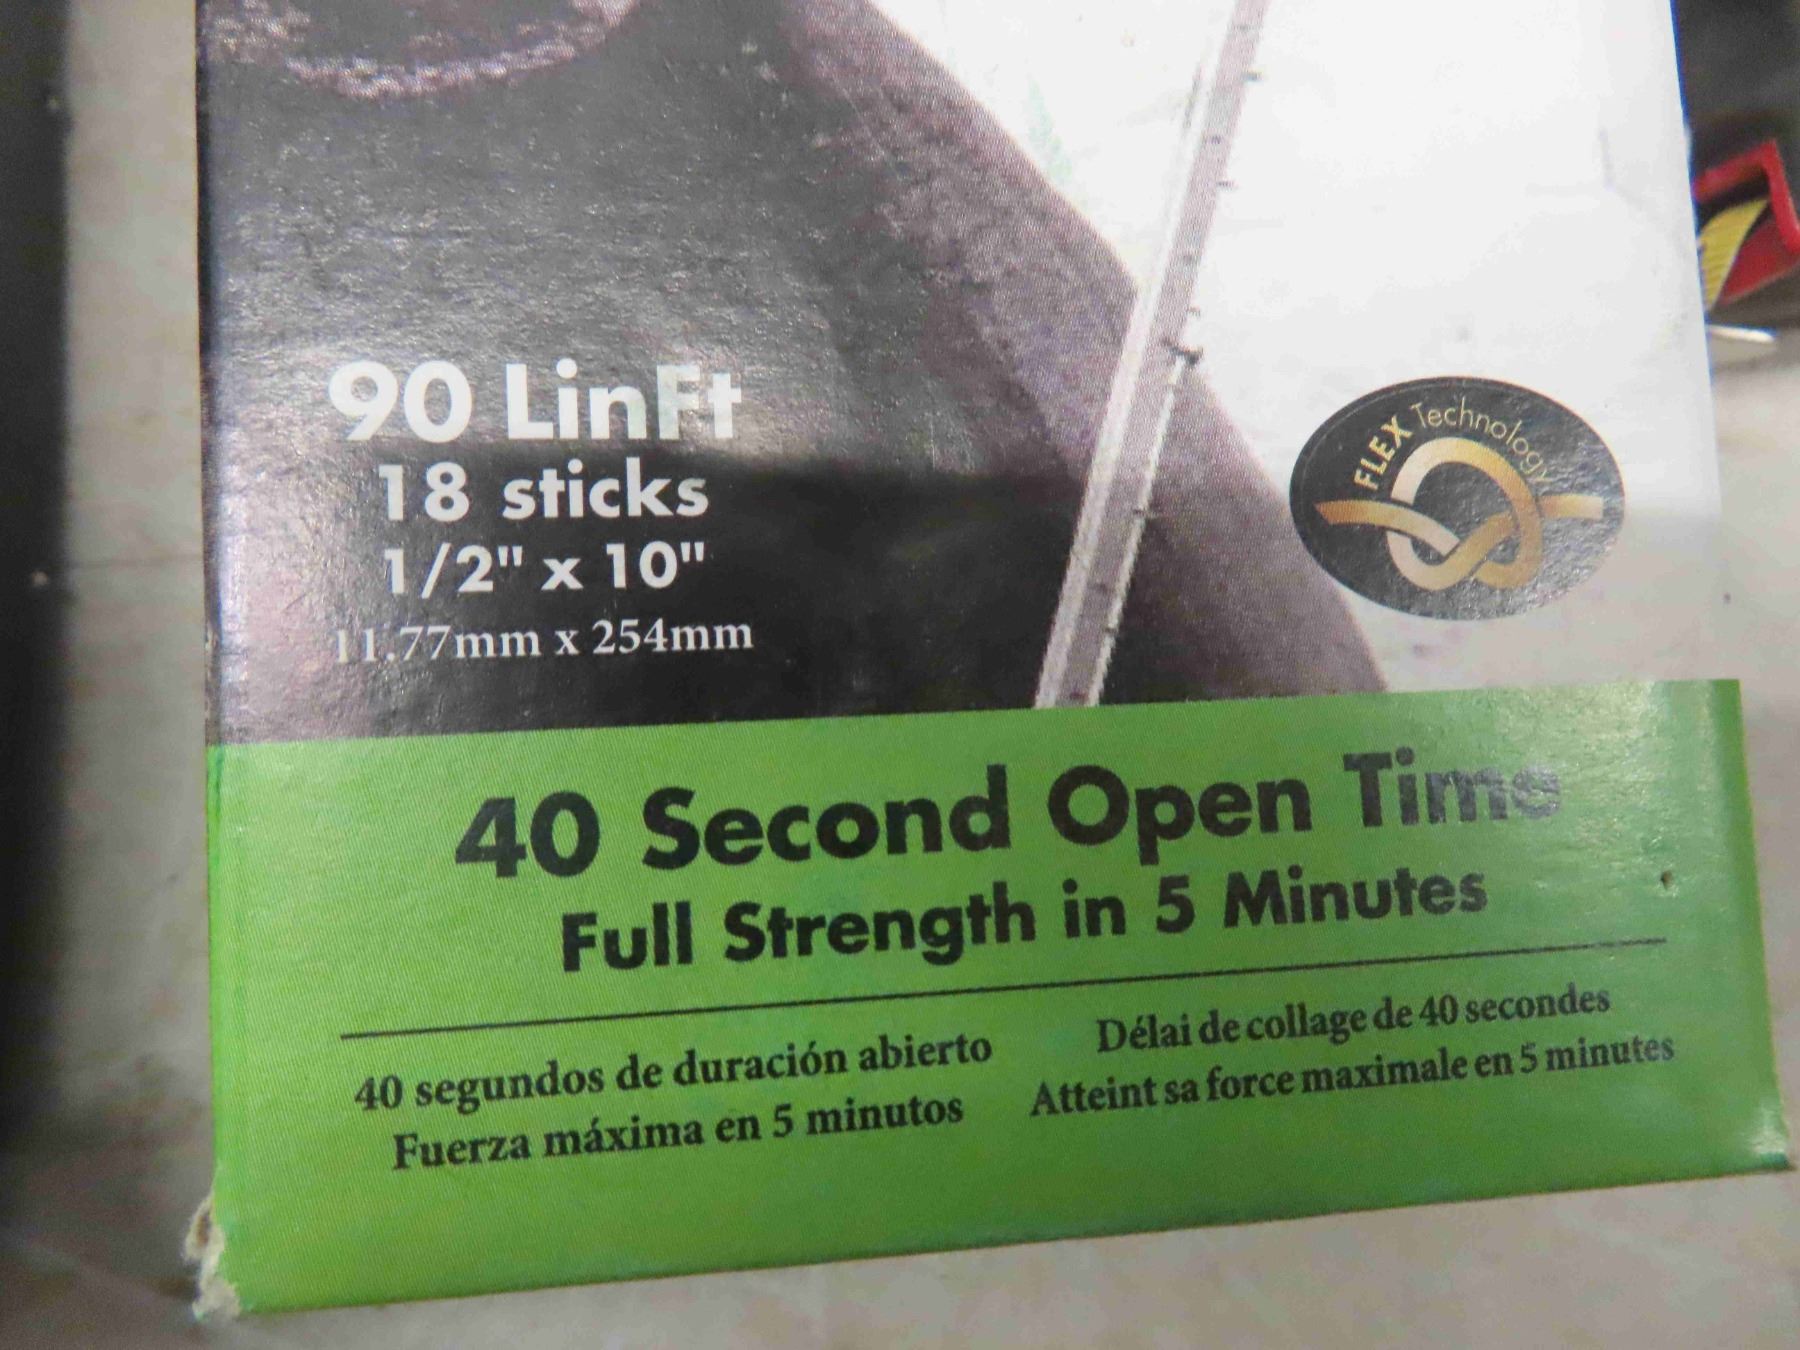 90 LinFt
18 sticks
1/2" x 10"
11.77mm x 254mm
FLEX Technology
40 Second Open Time
Full Strength in 5 Minutes
40 segundos de duración abierto
Fuerza máxima en 5 minutos
Délai de collage de 40 secondes
Atteint sa force maximale en 5 minutes